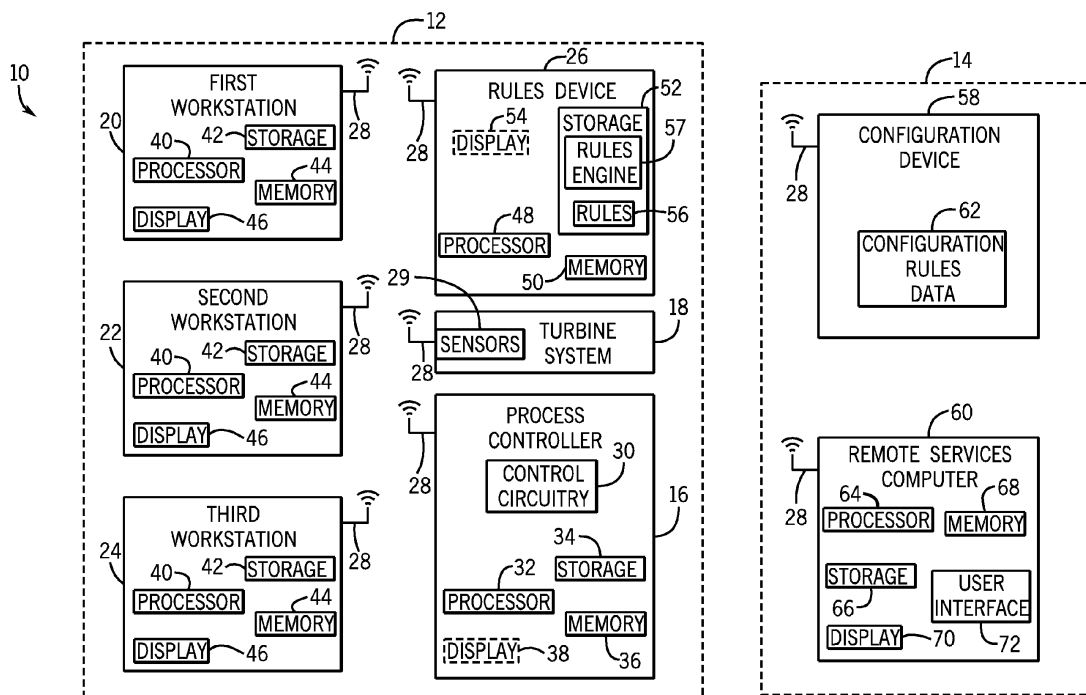 10
12
20
FIRST
WORKSTATION
28
40
42
STORAGE
PROCESSOR
44
MEMORY
DISPLAY
46
22
SECOND
WORKSTATION
28
42
STORAGE
40
PROCESSOR
44
MEMORY
DISPLAY
46
24
THIRD
WORKSTATION
28
42
STORAGE
40
PROCESSOR
44
MEMORY
DISPLAY
46
26
28
RULES DEVICE
54
DISPLAY
52
STORAGE
57
RULES
ENGINE
RULES
56
48
PROCESSOR
50
MEMORY
29
28
SENSORS
TURBINE
SYSTEM
18
28
PROCESS
CONTROLLER
30
CONTROL
CIRCUITRY
16
34
STORAGE
32
PROCESSOR
MEMORY
36
DISPLAY
38
14
58
28
CONFIGURATION
DEVICE
62
CONFIGURATION
RULES
DATA
60
28
REMOTE SERVICES
COMPUTER
64
PROCESSOR
68
MEMORY
STORAGE
66
USER
INTERFACE
72
DISPLAY
70